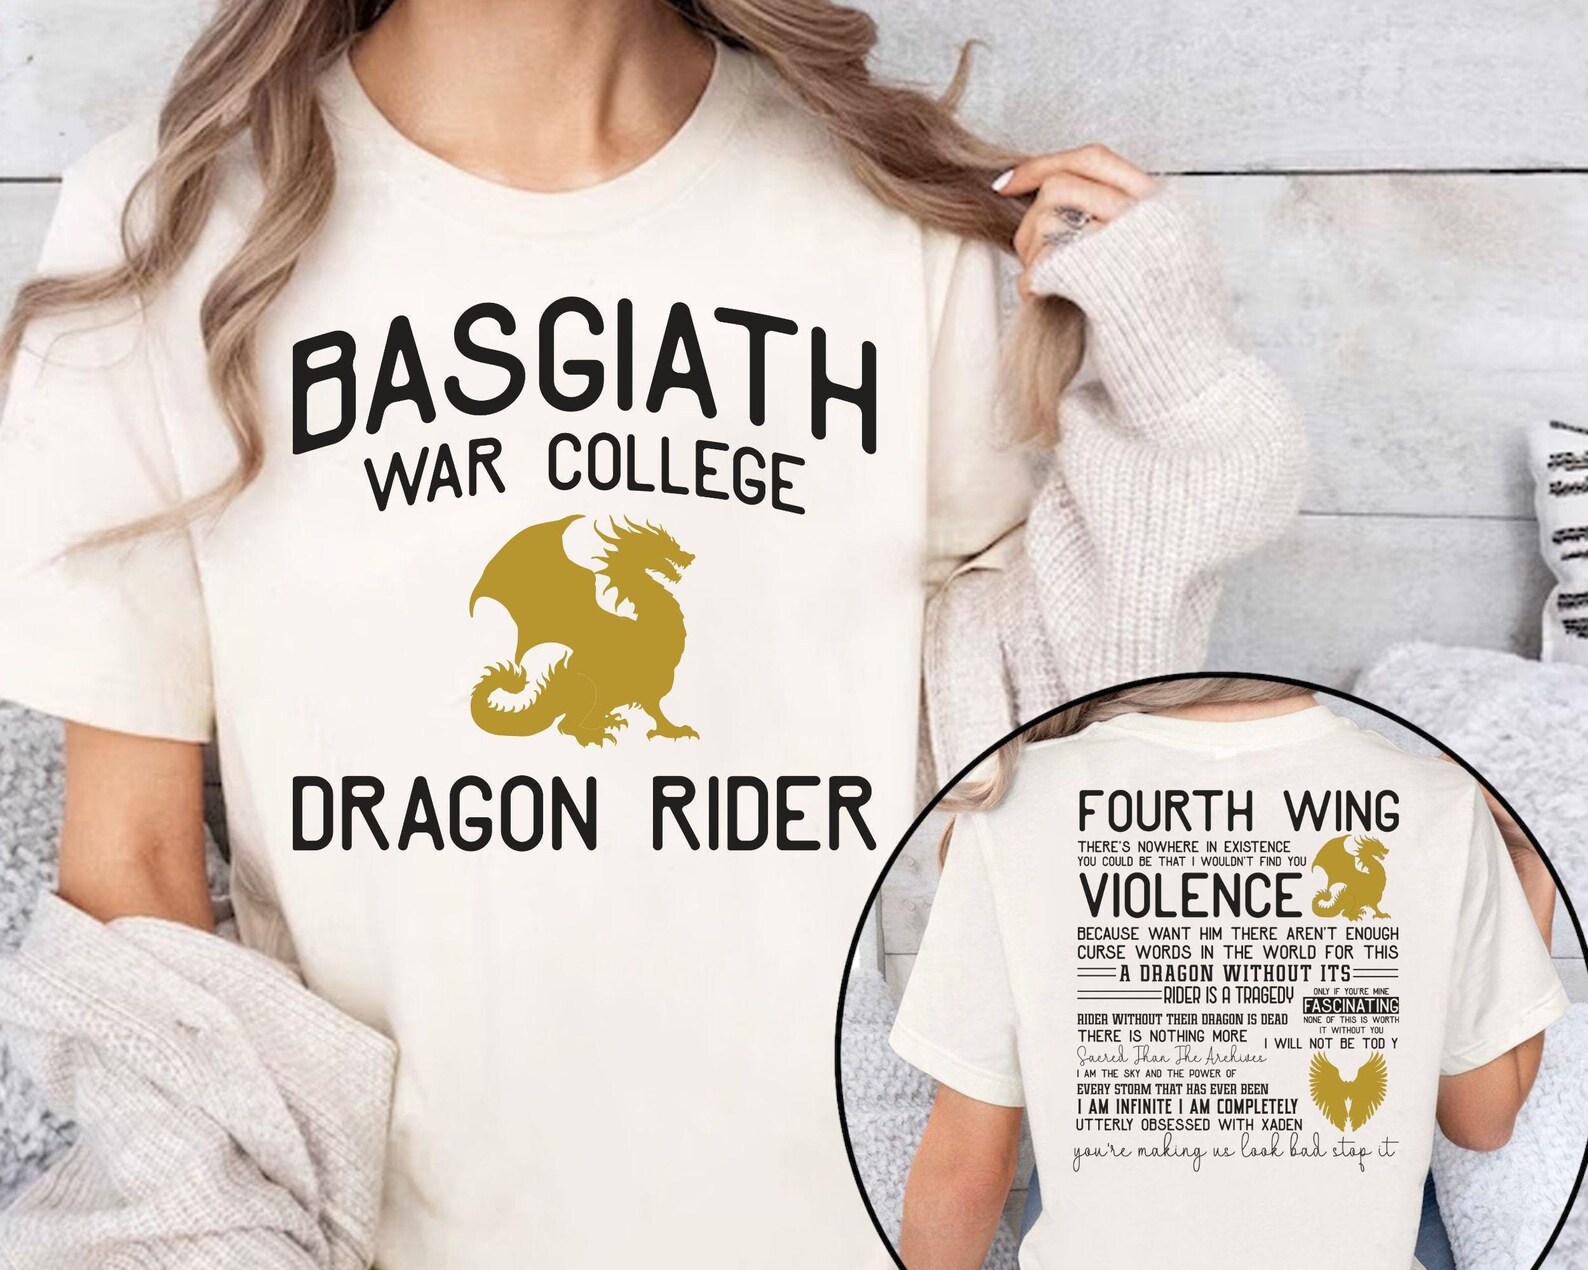 BASGIATH
WAR COLLEGE
DRAGON RIDER
FOURTH WING
THERE'S NOWHERE IN EXISTENCE
YOU COULD BE THAT I WOULDN'T FIND YOU
VIOLENCE
BECAUSE WANT HIM THERE AREN'T ENOUGH
CURSE WORDS IN THE WORLD FOR THIS
A DRAGON WITHOUT ITS
RIDER IS A TRAGEDY
ONLY IF YOU'RE MINE
FASCINATING
NONE OF THIS IS WORTH
IT WITHOUT YOU
RIDER WITHOUT THEIR DRAGON IS DEAD
THERE IS NOTHING MORE
I WILL NOT BE TOD Y
Sacred Than The Archives
I AM THE SKY AND THE POWER OF
EVERY STORM THAT HAS EVER BEEN
I AM INFINITE I AM COMPLETELY
UTTERLY OBSESSED WITH XADEN
you're making us look bad stop it